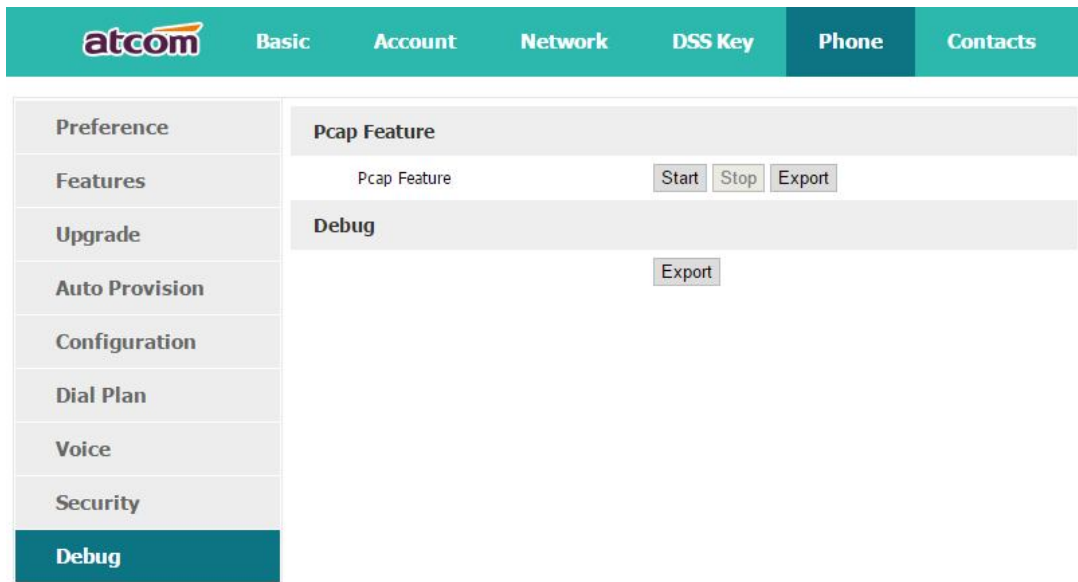 atcom Basic Account Network DSS Key Phone Contacts
Preference
Pcap Feature
Features
Pcap Feature Start Stop Export
Upgrade
Debug
Auto Provision
Export
Configuration
Dial Plan
Voice
Security
Debug